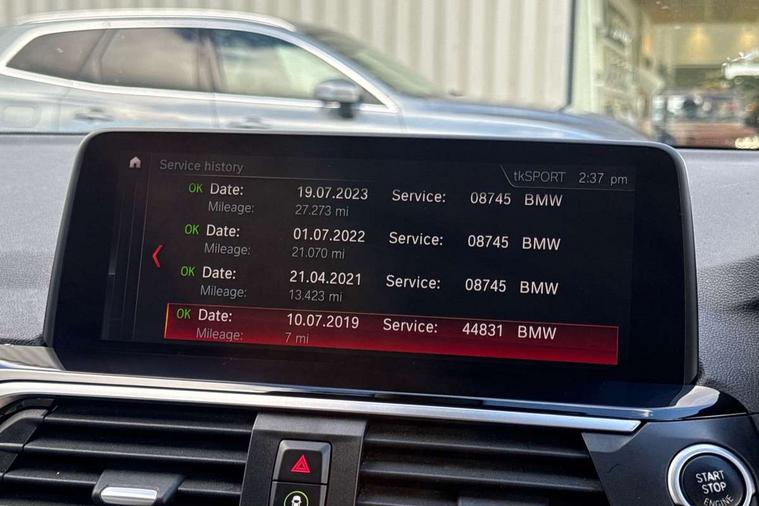 Service history
tkSPORT 2:37 pm
OK Date: 19.07.2023 Service: 08745 BMW
Mileage: 27.273 mi
OK Date: 01.07.2022 Service: 08745 BMW
Mileage: 21.070 mi
OK Date: 21.04.2021 Service: 08745 BMW
Mileage: 13.423 mi
OK Date: 10.07.2019 Service: 44831 BMW
Mileage: 7 mi
START
STOP
ENGINE